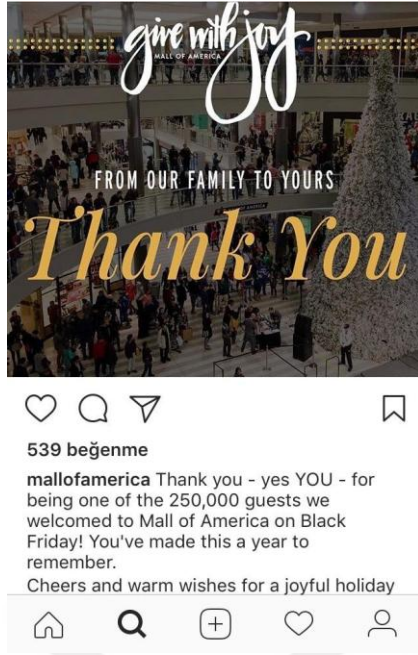 give with joy
MALL OF AMERICA
FROM OUR FAMILY TO YOURS
Thank You
539 beğenme
mallofamerica Thank you - yes YOU - for
being one of the 250,000 guests we
welcomed to Mall of America on Black
Friday! You've made this a year to
remember.
Cheers and warm wishes for a joyful holiday